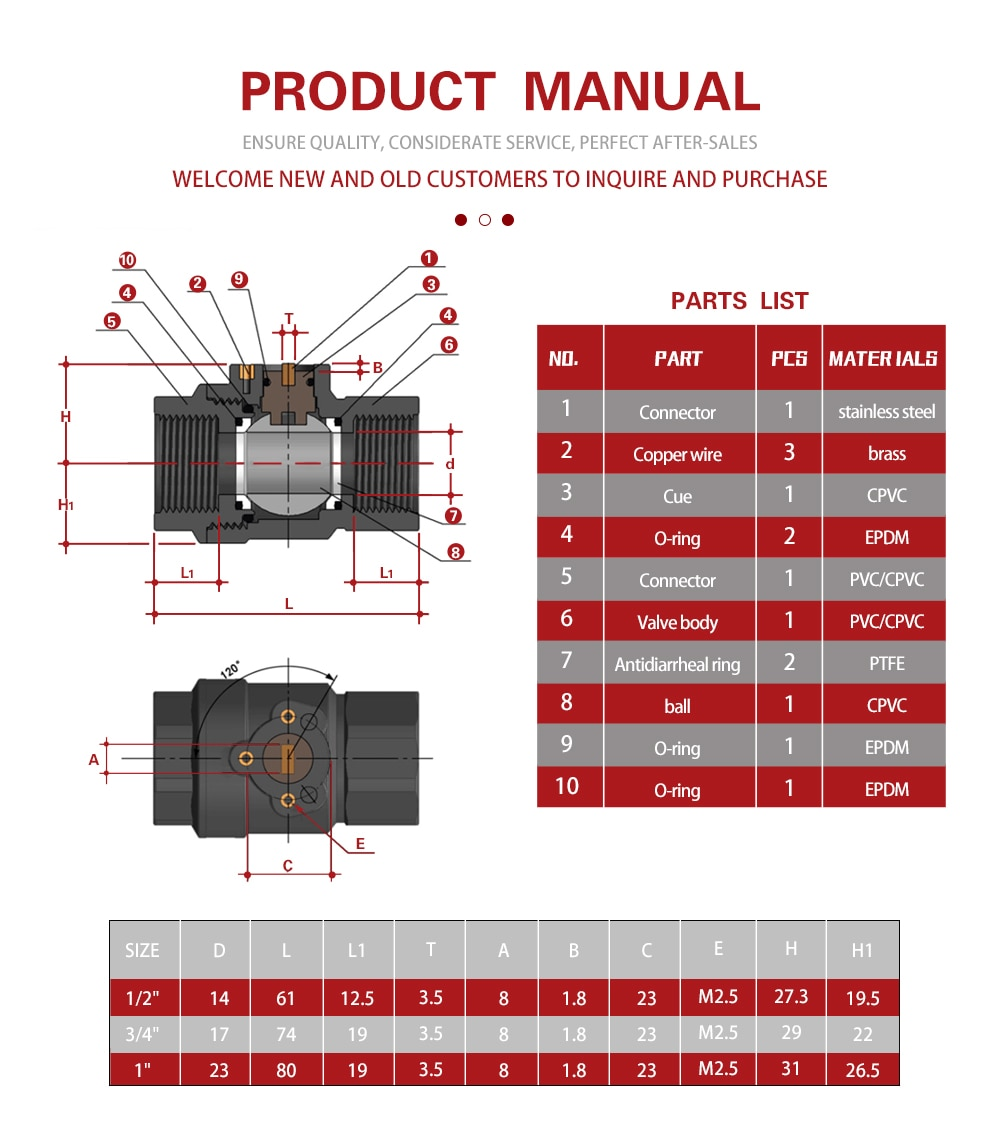 PRODUCT MANUAL
ENSURE QUALITY, CONSIDERATE SERVICE, PERFECT AFTER-SALES
WELCOME NEW AND OLD CUSTOMERS TO INQUIRE AND PURCHASE
10
2
9
1
3
4
5
T
4
6
B
H
H1
d
7
8
L1
L1
L
120°
A
E
C
PARTS LIST
NO. PART PCS MATERIALS
1 Connector 1 stainless steel
2 Copper wire 3 brass
3 Cue 1 CPVC
4 O-ring 2 EPDM
5 Connector 1 PVC/CPVC
6 Valve body 1 PVC/CPVC
7 Antidiarrheal ring 2 PTFE
8 ball 1 CPVC
9 O-ring 1 EPDM
10 O-ring 1 EPDM
SIZE D L L1 T A B C E H H1
1/2" 14 61 12.5 3.5 8 1.8 23 M2.5 27.3 19.5
3/4" 17 74 19 3.5 8 1.8 23 M2.5 29 22
1" 23 80 19 3.5 8 1.8 23 M2.5 31 26.5